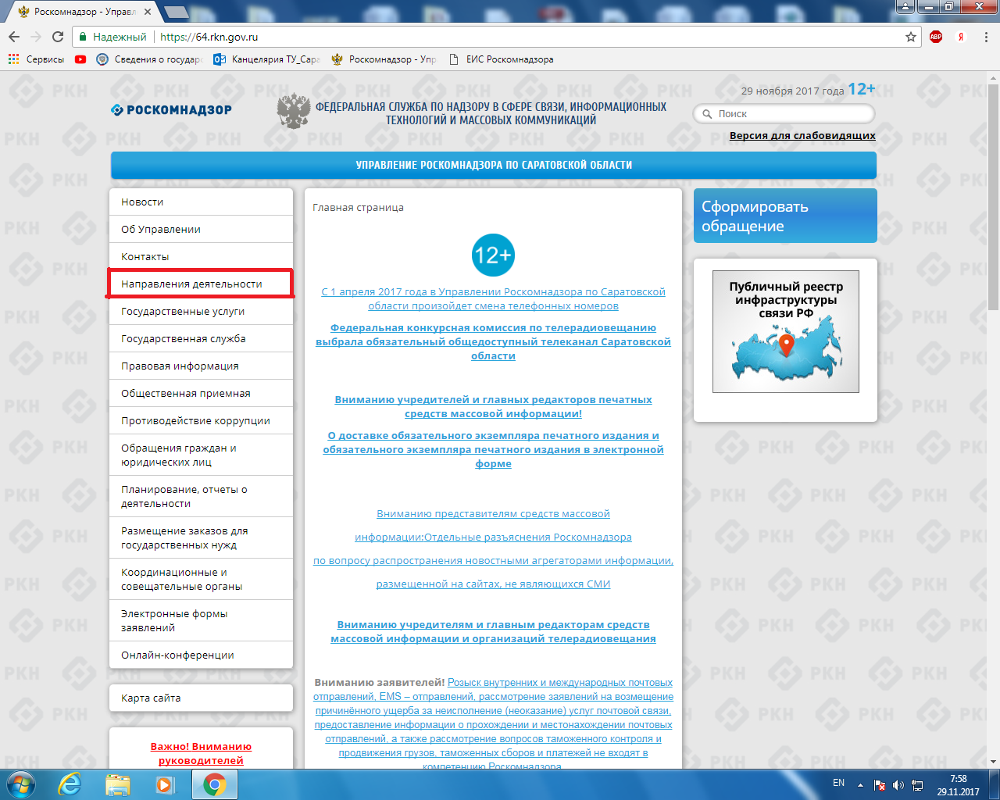 Роскомнадзор - Управл
Надежный
https://64.rkn.gov.ru
ABP
Я
Сервисы
Сведения о государс
Канцелярия ТУ_Сара
Роскомнадзор - Упр
ЕИС Роскомнадзора
РОСКОМНАДЗОР
ФЕДЕРАЛЬНАЯ СЛУЖБА ПО НАДЗОРУ В СФЕРЕ СВЯЗИ, ИНФОРМАЦИОННЫХ
ТЕХНОЛОГИЙ И МАССОВЫХ КОММУНИКАЦИЙ
29 ноября 2017 года 12+
Поиск
Версия для слабовидящих
УПРАВЛЕНИЕ РОСКОМНАДЗОРА ПО САРАТОВСКОЙ ОБЛАСТИ
Новости
Об Управлении
Контакты
Направления деятельности
Государственные услуги
Государственная служба
Правовая информация
Общественная приемная
Противодействие коррупции
Обращения граждан и
юридических лиц
Планирование, отчеты о
деятельности
Размещение заказов для
государственных нужд
Координационные и
совещательные органы
Электронные формы
заявлений
Онлайн-конференции
Карта сайта
Важно! Вниманию
руководителей
Главная страница
12+
С 1 апреля 2017 года в Управлении Роскомнадзора по Саратовской
области произойдет смена телефонных номеров
Федеральная конкурсная комиссия по телерадиовещанию
выбрала обязательный общедоступный телеканал Саратовской
области
Вниманию учредителей и главных редакторов печатных
средств массовой информации!
О доставке обязательного экземпляра печатного издания и
обязательного экземпляра печатного издания в электронной
форме
Вниманию представителям средств массовой
информации:Отдельные разъяснения Роскомнадзора
по вопросу распространения новостными агрегаторами информации,
размещенной на сайтах, не являющихся СМИ
Вниманию учредителям и главным редакторам средств
массовой информации и организаций телерадиовещания
Вниманию заявителей! Розыск внутренних и международных почтовых
отправлений, EMS – отправлений, рассмотрение заявлений на возмещение
причинённого ущерба за неисполнение (неоказание) услуг почтовой связи,
предоставление информации о прохождении и местонахождении почтовых
отправлений, а также рассмотрение вопросов таможенного контроля и
продвижения грузов, таможенных сборов и платежей не входят в
компетенцию Роскомнадзора
Сформировать
обращение
Публичный реестр
инфраструктуры
связи РФ
РКН
EN
7:58
29.11.2017